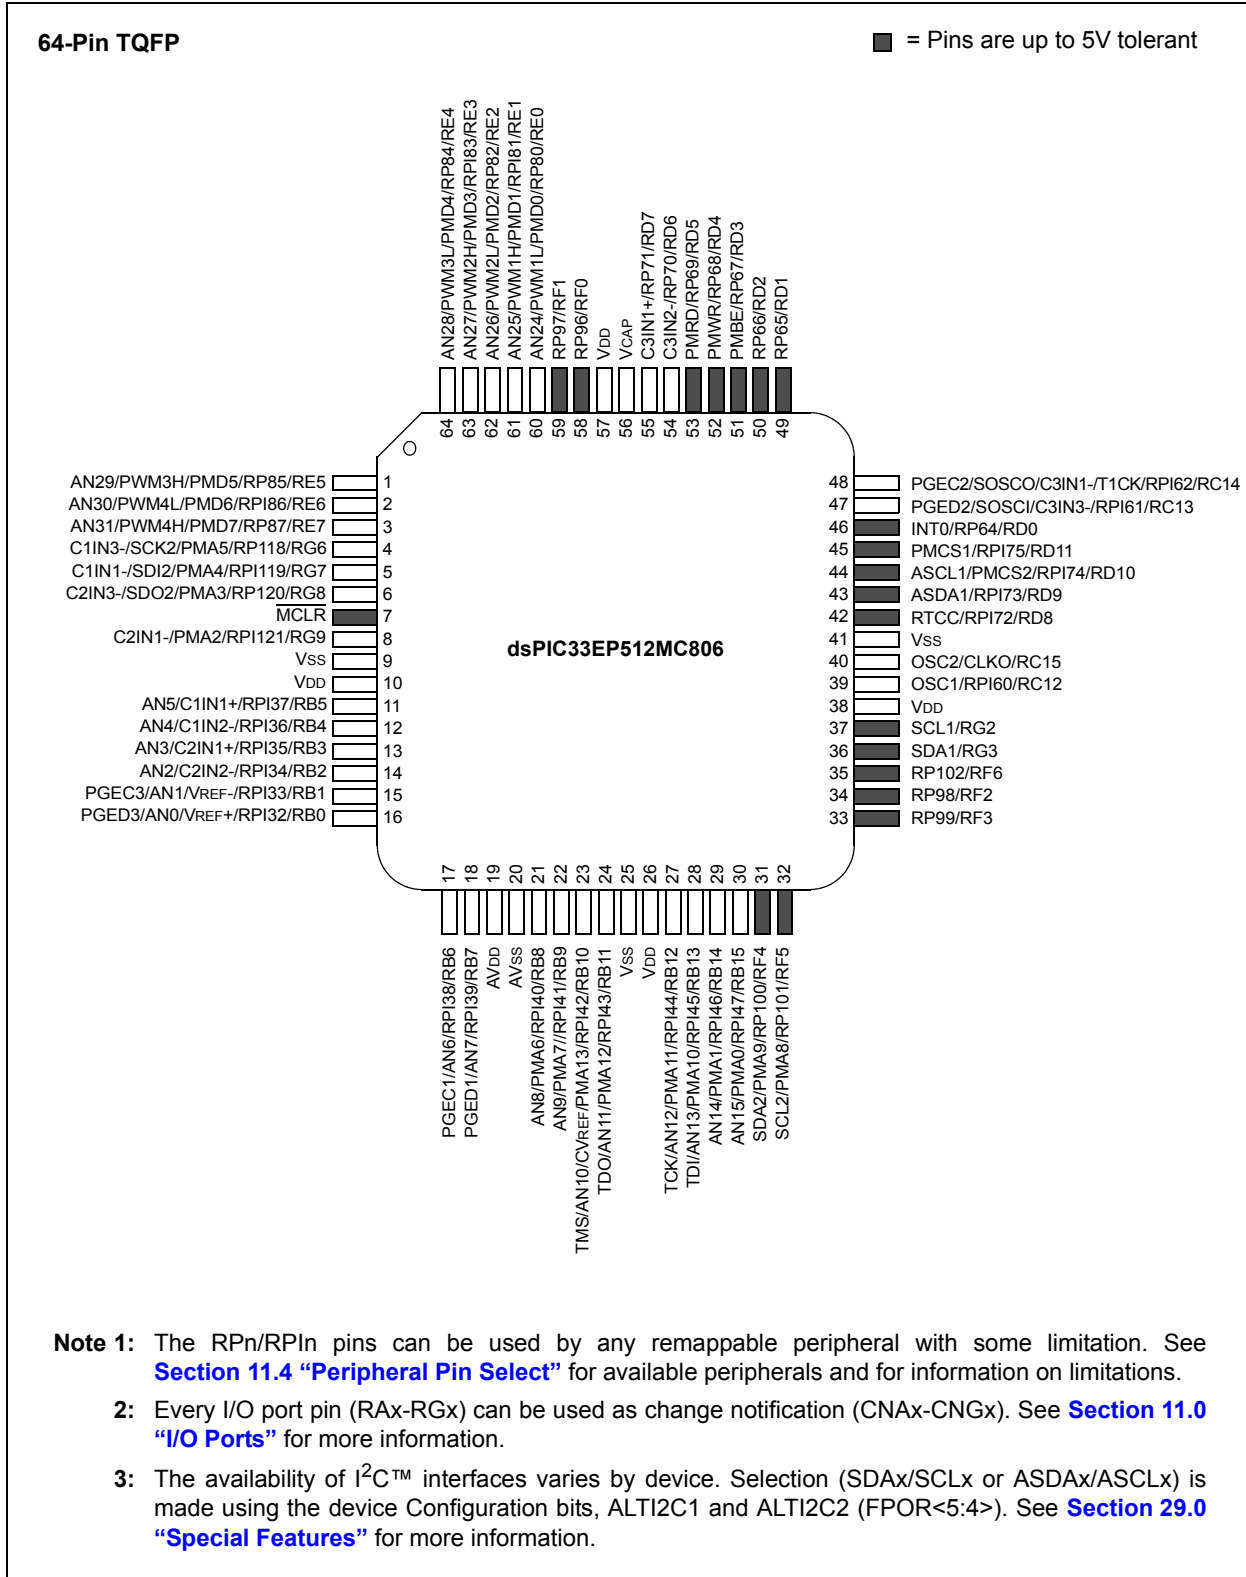 64-Pin TQFP
= Pins are up to 5V tolerant
AN28/PWM3L/PMD4/RP84/RE4
AN27/PWM2H/PMD3/RPI83/RE3
AN26/PWM2L/PMD2/RP82/RE2
AN25/PWM1H/PMD1/RPI81/RE1
AN24/PWM1L/PMD0/RP80/RE0
RP97/RF1
RP96/RF0
VDD
VCAP
C3IN1+/RP71/RD7
C3IN2-/RP70/RD6
PMRD/RP69/RD5
PMWR/RP68/RD4
PMBE/RP67/RD3
RP66/RD2
RP65/RD1
64 63 62 61 60 59 58 57 56 55 54 53 52 51 50 49
AN29/PWM3H/PMD5/RP85/RE5 1
AN30/PWM4L/PMD6/RPI86/RE6 2
AN31/PWM4H/PMD7/RP87/RE7 3
C1IN3-/SCK2/PMA5/RP118/RG6 4
C1IN1-/SDI2/PMA4/RPI119/RG7 5
C2IN3-/SDO2/PMA3/RP120/RG8 6
MCLR 7
C2IN1-/PMA2/RPI121/RG9 8
VSS 9
VDD 10
AN5/C1IN1+/RPI37/RB5 11
AN4/C1IN2-/RPI36/RB4 12
AN3/C2IN1+/RPI35/RB3 13
AN2/C2IN2-/RPI34/RB2 14
PGEC3/AN1/VREF-/RPI33/RB1 15
PGED3/AN0/VREF+/RPI32/RB0 16
dsPIC33EP512MC806
48 PGEC2/SOSCO/C3IN1-/T1CK/RPI62/RC14
47 PGED2/SOSCI/C3IN3-/RPI61/RC13
46 INT0/RP64/RD0
45 PMCS1/RPI75/RD11
44 ASCL1/PMCS2/RPI74/RD10
43 ASDA1/RPI73/RD9
42 RTCC/RPI72/RD8
41 VSS
40 OSC2/CLKO/RC15
39 OSC1/RPI60/RC12
38 VDD
37 SCL1/RG2
36 SDA1/RG3
35 RP102/RF6
34 RP98/RF2
33 RP99/RF3
17 18 19 20 21 22 23 24 25 26 27 28 29 30 31 32
PGEC1/AN6/RPI38/RB6
PGED1/AN7/RPI39/RB7
AVDD
AVSS
AN8/PMA6/RPI40/RB8
AN9/PMA7//RPI41/RB9
TMS/AN10/CVREF/PMA13/RPI42/RB10
TDO/AN11/PMA12/RPI43/RB11
VSS
VDD
TCK/AN12/PMA11/RPI44/RB12
TDI/AN13/PMA10/RPI45/RB13
AN14/PMA1/RPI46/RB14
AN15/PMA0/RPI47/RB15
SDA2/PMA9/RP100/RF4
SCL2/PMA8/RP101/RF5
Note 1: The RPn/RPIn pins can be used by any remappable peripheral with some limitation. See
Section 11.4 “Peripheral Pin Select” for available peripherals and for information on limitations.
2: Every I/O port pin (RAx-RGx) can be used as change notification (CNAx-CNGx). See Section 11.0
“I/O Ports” for more information.
3: The availability of I2C™ interfaces varies by device. Selection (SDAx/SCLx or ASDAx/ASCLx) is
made using the device Configuration bits, ALTI2C1 and ALTI2C2 (FPOR<5:4>). See Section 29.0
“Special Features” for more information.